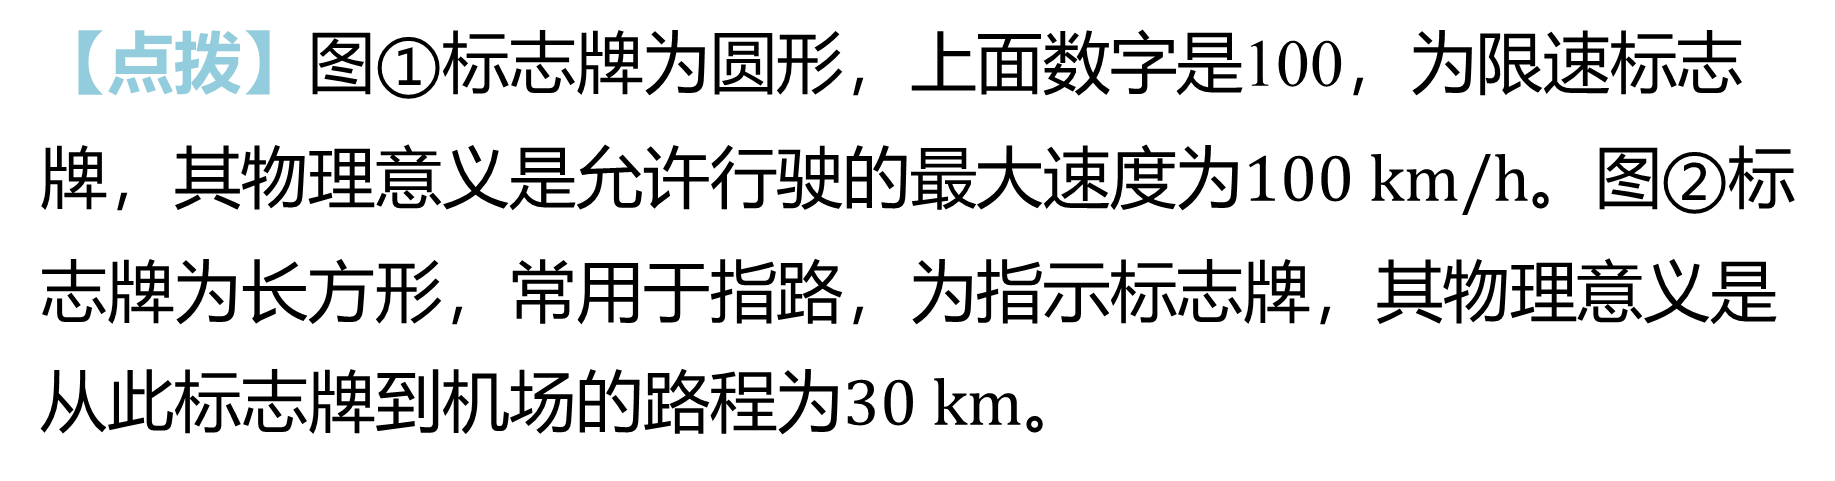 【点拨】图①标志牌为圆形，上面数字是100，为限速标志
牌，其物理意义是允许行驶的最大速度为100 km/h。图②标
志牌为长方形，常用于指路，为指示标志牌，其物理意义是
从此标志牌到机场的路程为30 km。